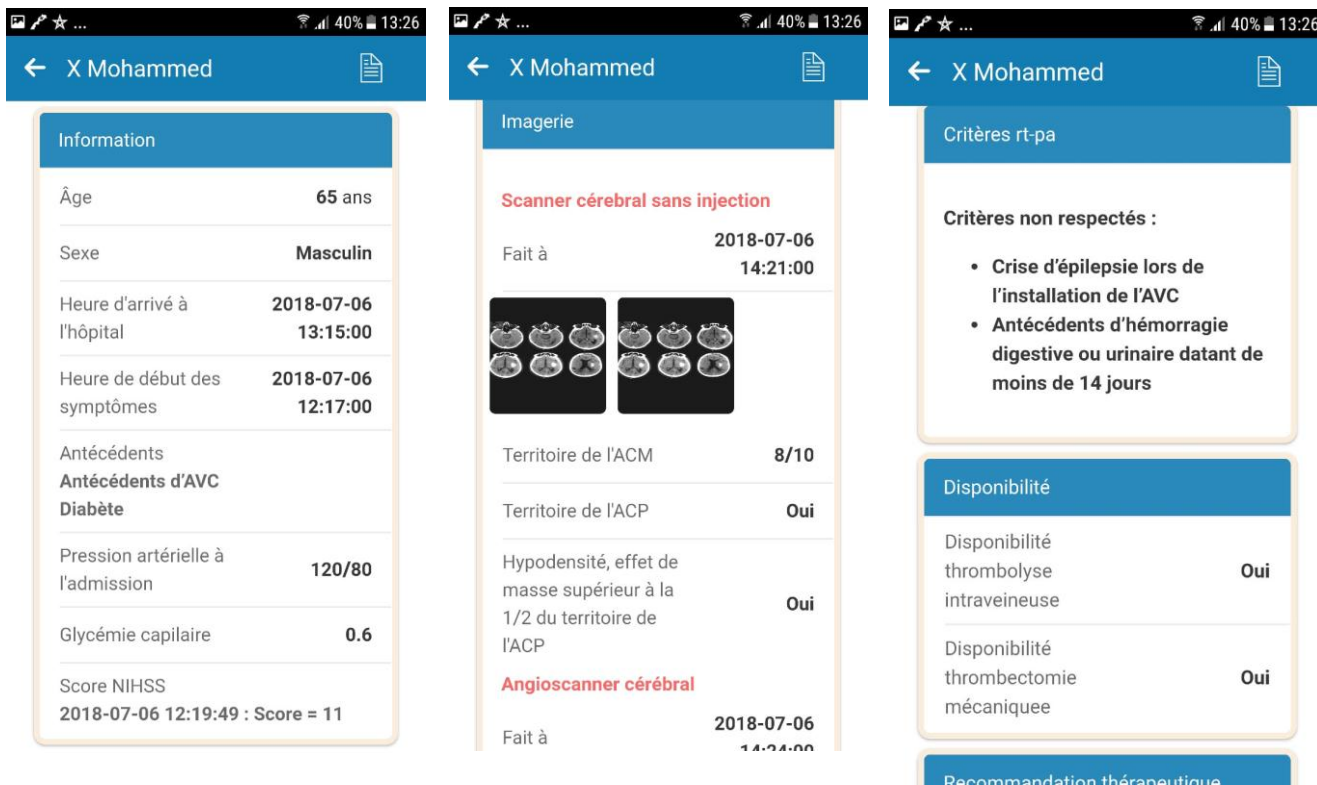 ... 40% 13:26
X Mohammed
Information
Âge 65 ans
Sexe Masculin
Heure d'arrivé à 2018-07-06
l'hôpital 13:15:00
Heure de début des 2018-07-06
symptômes 12:17:00
Antécédents
Antécédents d'AVC
Diabète
Pression artérielle à
l'admission 120/80
Glycémie capilaire 0.6
Score NIHSS
2018-07-06 12:19:49 : Score = 11
... 40% 13:26
X Mohammed
Imagerie
Scanner cérebral sans injection
Fait à 2018-07-06
14:21:00
Territoire de l'ACM 8/10
Territoire de l'ACP Oui
Hypodensité, effet de
masse supérieur à la
1/2 du territoire de Oui
l'ACP
Angioscanner cérébral
Fait à 2018-07-06
14:24:00
... 40% 13:26
X Mohammed
Critères rt-pa
Critères non respectés :
• Crise d'épilepsie lors de
l'installation de l'AVC
• Antécédents d'hémorragie
digestive ou urinaire datant de
moins de 14 jours
Disponibilité
Disponibilité
thrombolyse Oui
intraveineuse
Disponibilité
thrombectomie Oui
mécaniquee
Recommandation thérapeutique